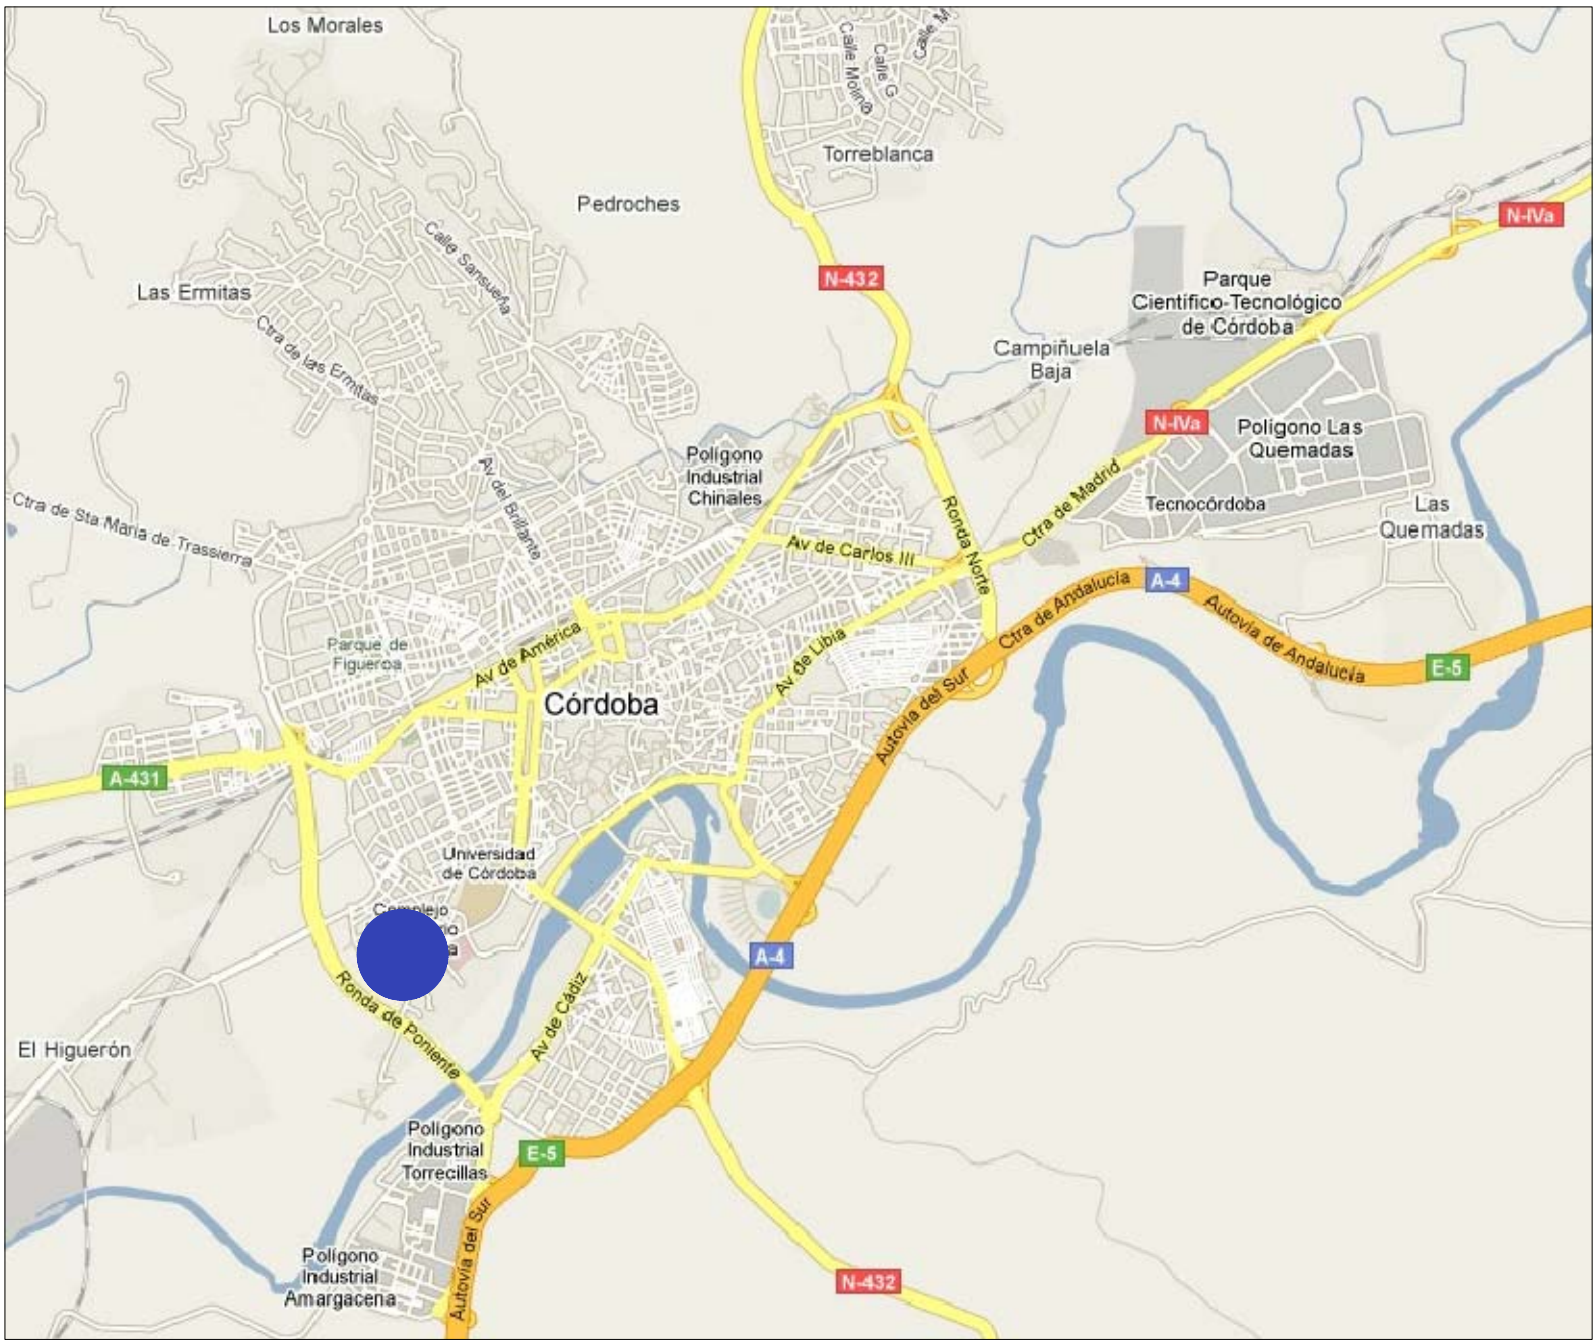 Los Morales
Calle Molino
Calle G
Calle M
Torreblanca
Pedroches
N-IVa
Calle Sansueña
Las Ermitas
N-432
Parque
Científico-Tecnológico
de Córdoba
Ctra de las Ermitas
Campiñuela
Baja
N-IVa
Polígono Las
Quemadas
Polígono
Industrial
Chinales
Av del Brillante
Ctra de Madrid
Tecnocórdoba
Las
Quemadas
Ctra de Sta María de Trassierra
Ronda Norte
Av de Carlos III
A-4
Ctra de Andalucía
Autovía de Andalucía
Parque de
Figueroa
Av de América
Av de Libia
E-5
Córdoba
Autovía del Sur
A-431
Universidad
de Córdoba
Complejo
io
a
A-4
Ronda de Poniente
Av de Cádiz
El Higuerón
Polígono
Industrial
Torrecillas
E-5
Autovía del Sur
Polígono
Industrial
Amargacena
N-432